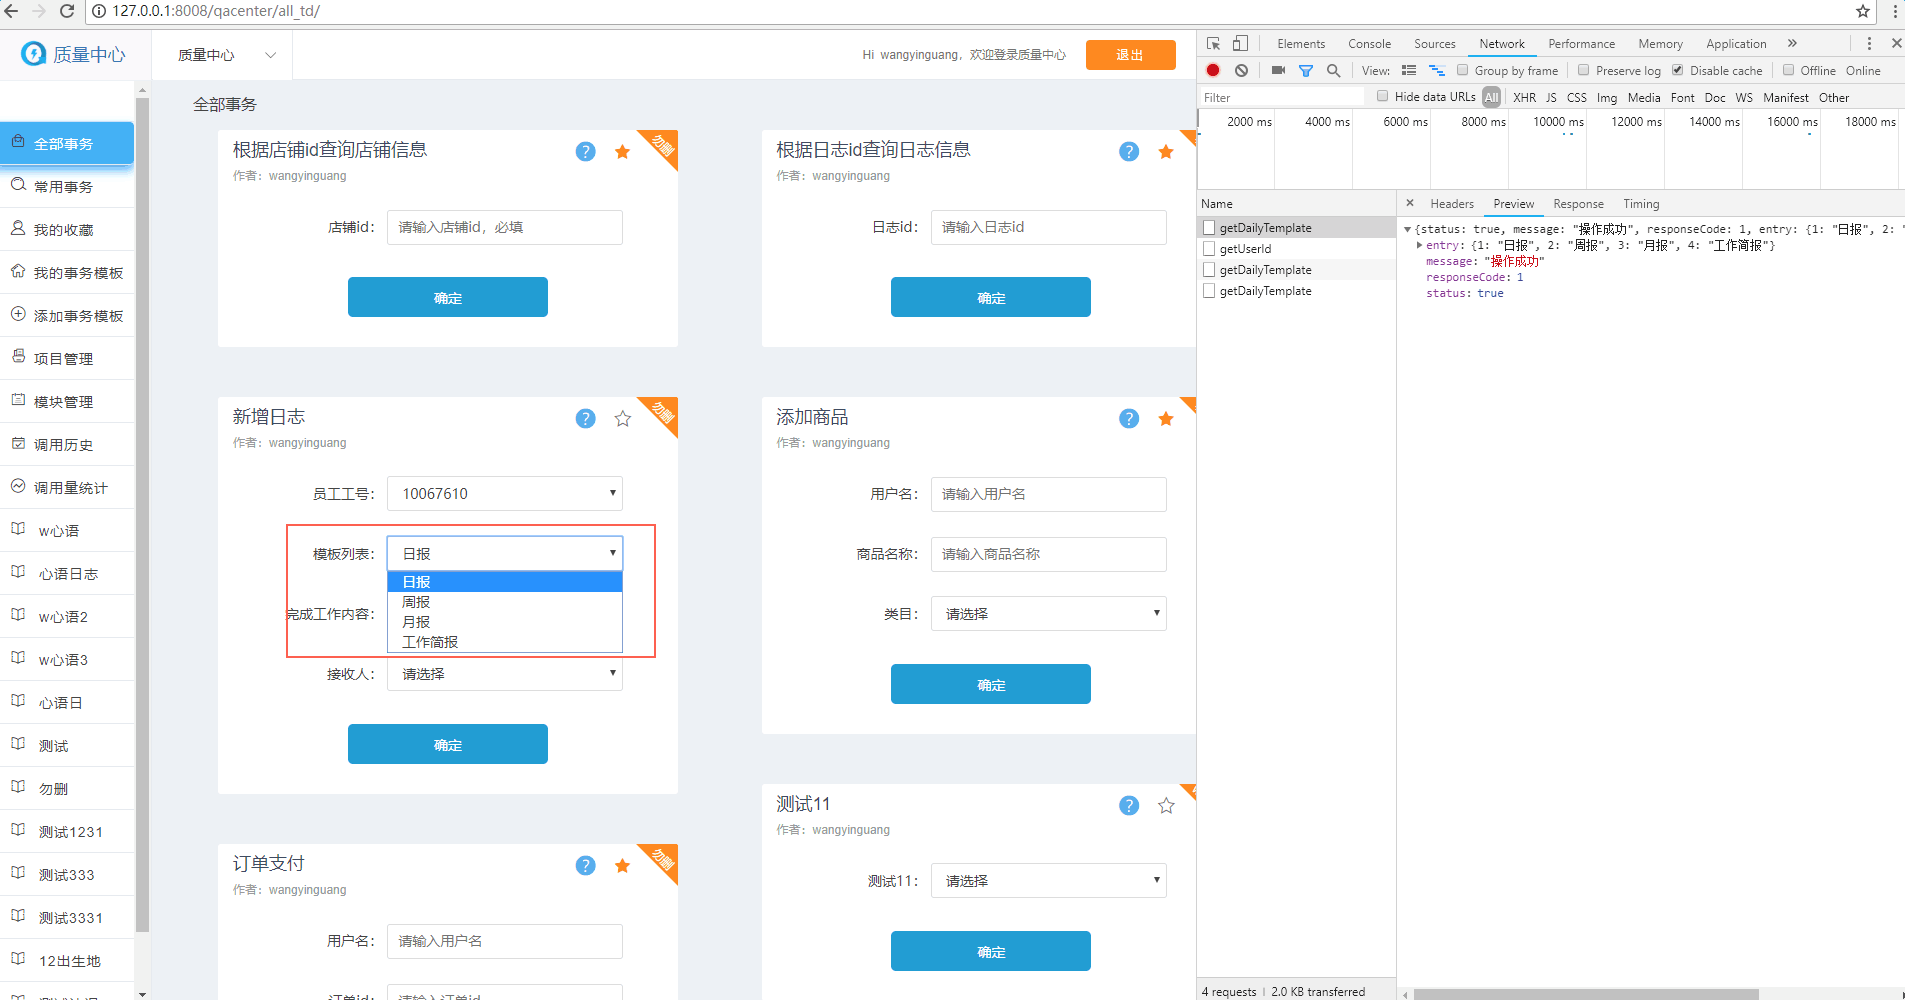 127.0.0.1:8008/qacenter/all_td/
质量中心
质量中心
Hi wangyinguang，欢迎登录质量中心
退出
全部事务
常用事务
我的收藏
我的事务模板
添加事务模板
项目管理
模块管理
调用历史
调用量统计
w心语
心语日志
w心语2
w心语3
心语日
测试
勿删
测试1231
测试333
测试3331
12出生地
全部事务
根据店铺id查询店铺信息
?
勿删
作者：wangyinguang
店铺id：
请输入店铺id，必填
确定
根据日志id查询日志信息
?
作者：wangyinguang
日志id：
请输入日志id
确定
新增日志
?
勿删
作者：wangyinguang
员工工号：
10067610
模板列表：
日报
日报
周报
月报
工作简报
完成工作内容：
接收人：
请选择
确定
添加商品
?
作者：wangyinguang
用户名：
请输入用户名
商品名称：
请输入商品名称
类目：
请选择
确定
订单支付
?
勿删
作者：wangyinguang
用户名：
请输入用户名
订单id：
请输入订单id
测试11
?
作者：wangyinguang
测试11：
请选择
确定
Elements Console Sources Network Performance Memory Application »
View: Group by frame Preserve log Disable cache Offline Online
Filter Hide data URLs All XHR JS CSS Img Media Font Doc WS Manifest Other
2000 ms 4000 ms 6000 ms 8000 ms 10000 ms 12000 ms 14000 ms 16000 ms 18000 ms
Name
getDailyTemplate
getUserId
getDailyTemplate
getDailyTemplate
4 requests | 2.0 KB transferred
× Headers Preview Response Timing
{status: true, message: "操作成功", responseCode: 1, entry: {1: "日报", 2: "
entry: {1: "日报", 2: "周报", 3: "月报", 4: "工作简报"}
message: "操作成功"
responseCode: 1
status: true